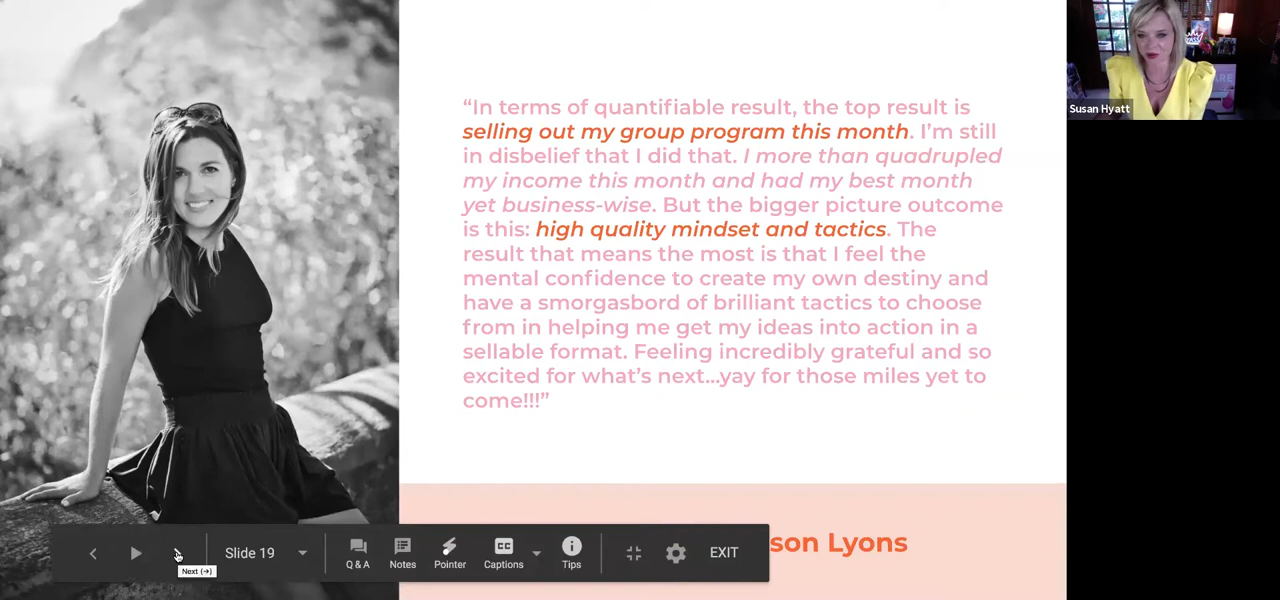 “In terms of quantifiable result, the top result is
selling out my group program this month. I’m still
in disbelief that I did that. I more than quadrupled
my income this month and had my best month
yet business-wise. But the bigger picture outcome
is this: high quality mindset and tactics. The
result that means the most is that I feel the
mental confidence to create my own destiny and
have a smorgasbord of brilliant tactics to choose
from in helping me get my ideas into action in a
sellable format. Feeling incredibly grateful and so
excited for what’s next...yay for those miles yet to
come!!!”
son Lyons
Susan Hyatt
Slide 19
Q & A
Notes
Pointer
CC
Captions
Tips
EXIT
Next (→)